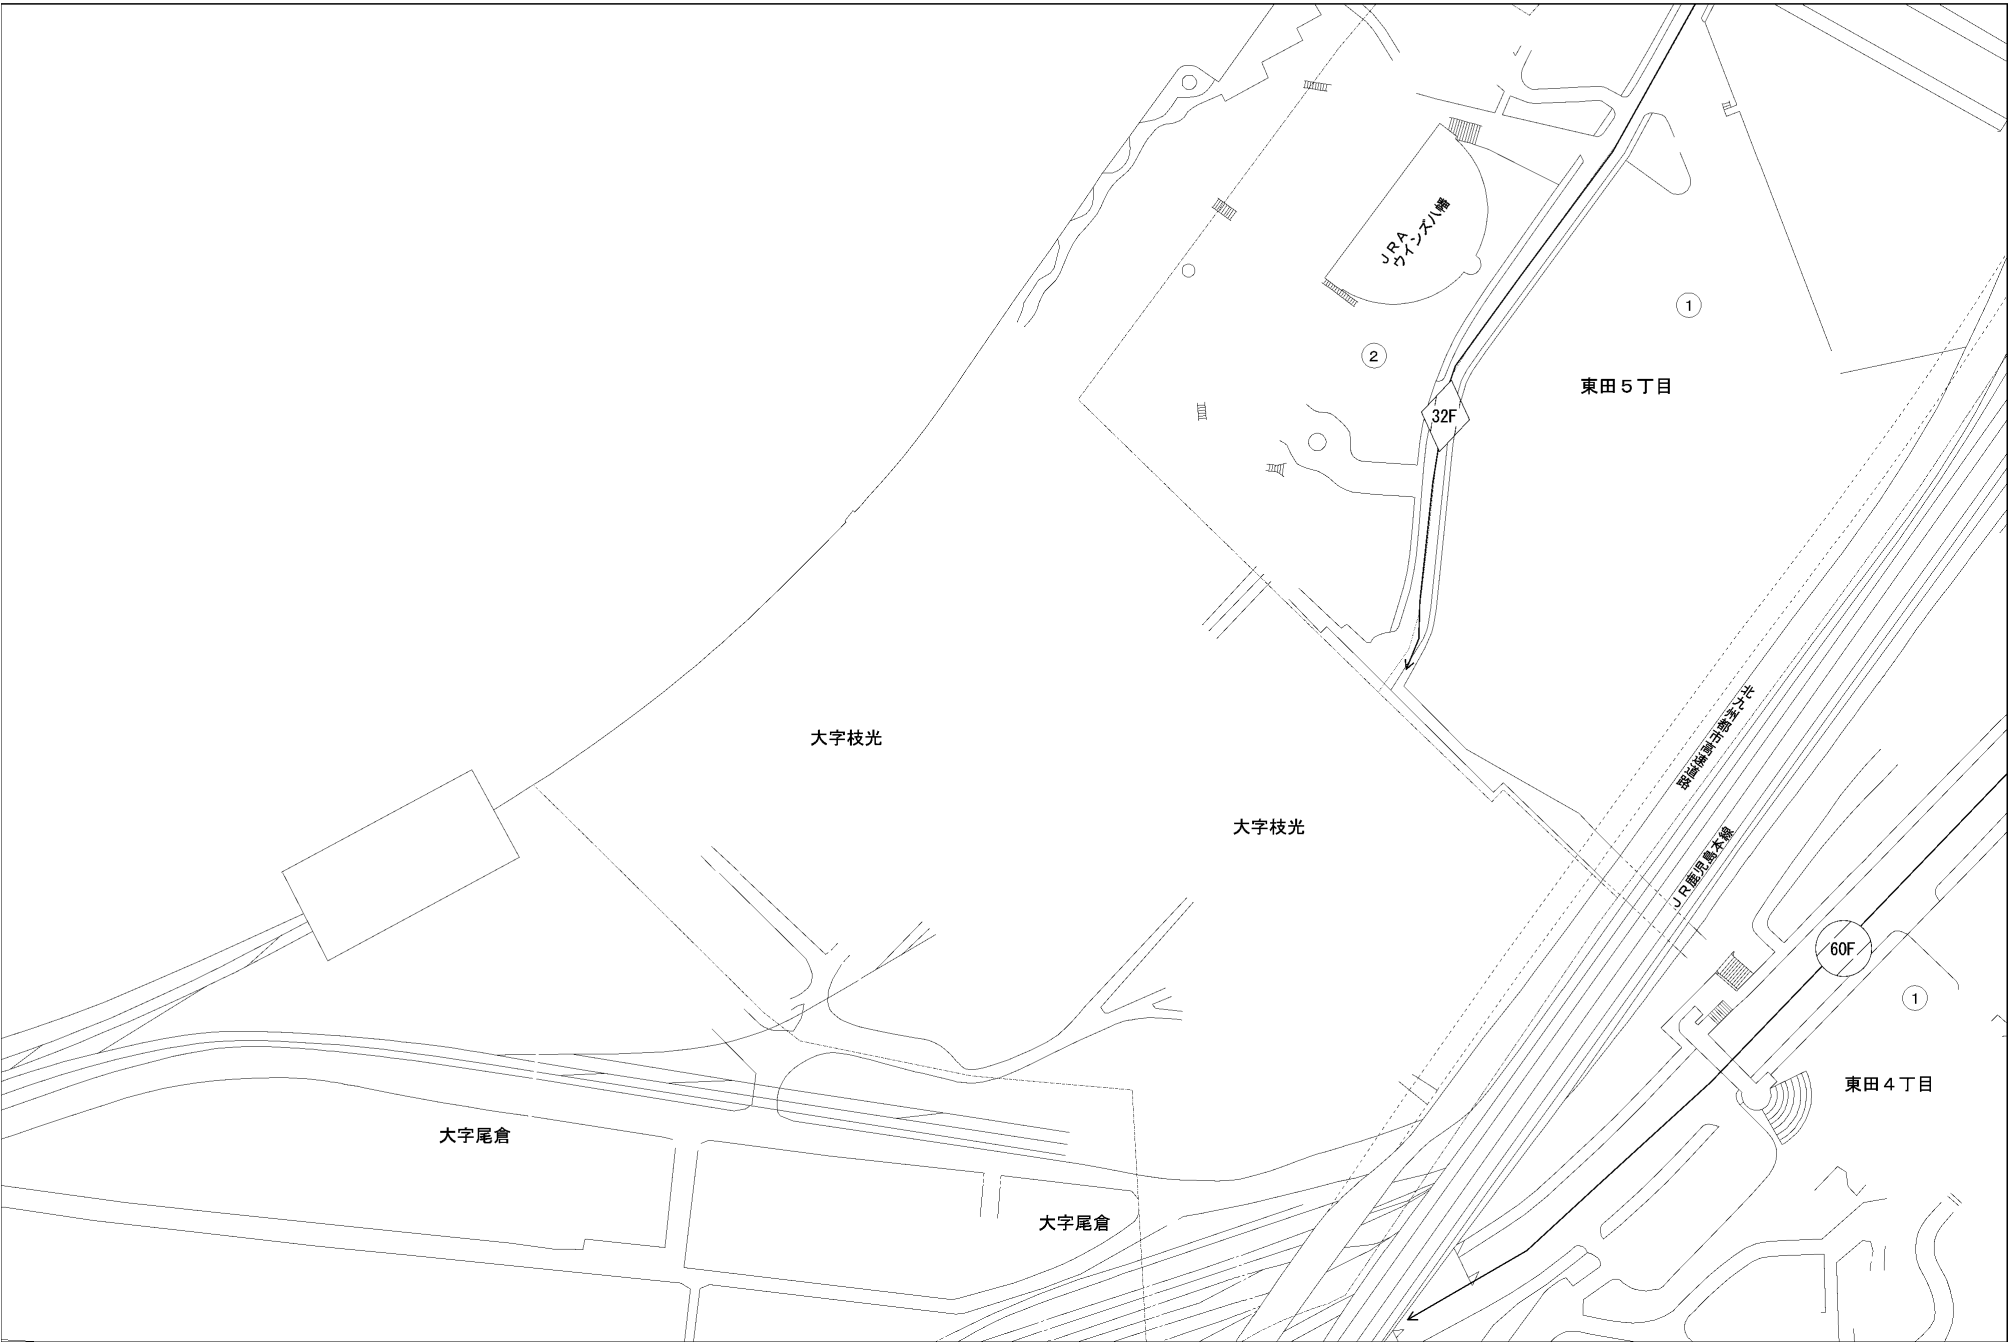 JRA
ウインズ八幡
①
②
東田５丁目
32F
北九州都市高速道路
大字枝光
大字枝光
JR鹿児島本線
60F
①
東田４丁目
大字尾倉
大字尾倉